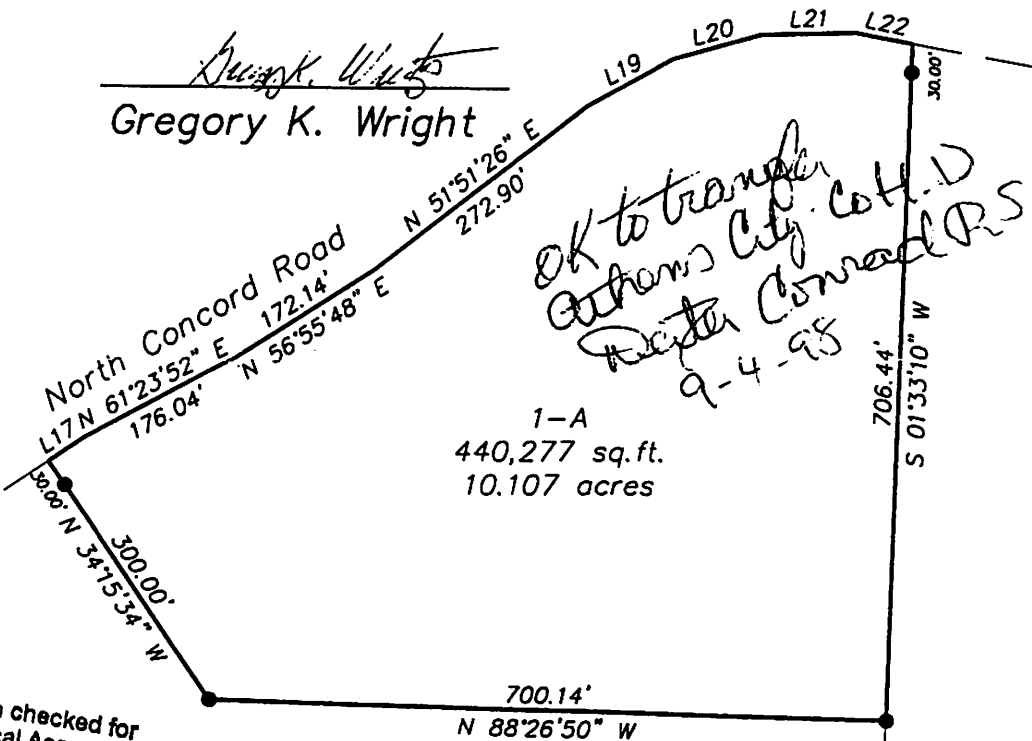 Gregory K. Wright
L19
L20
L21
L22
30.00'
N 51°51'26" E
272.90'
OK to transfer
Athens City. Co H.D
Conrad RS
9-4-98
North Concord Road
172.14'
N 56°55'48" E
L17 N 61°23'52" E
176.04'
30.00'
300.00'
N 34°15'34" W
1-A
440,277 sq.ft.
10.107 acres
706.44'
S 01°33'10" W
700.14'
N 88°26'50" W
checked for